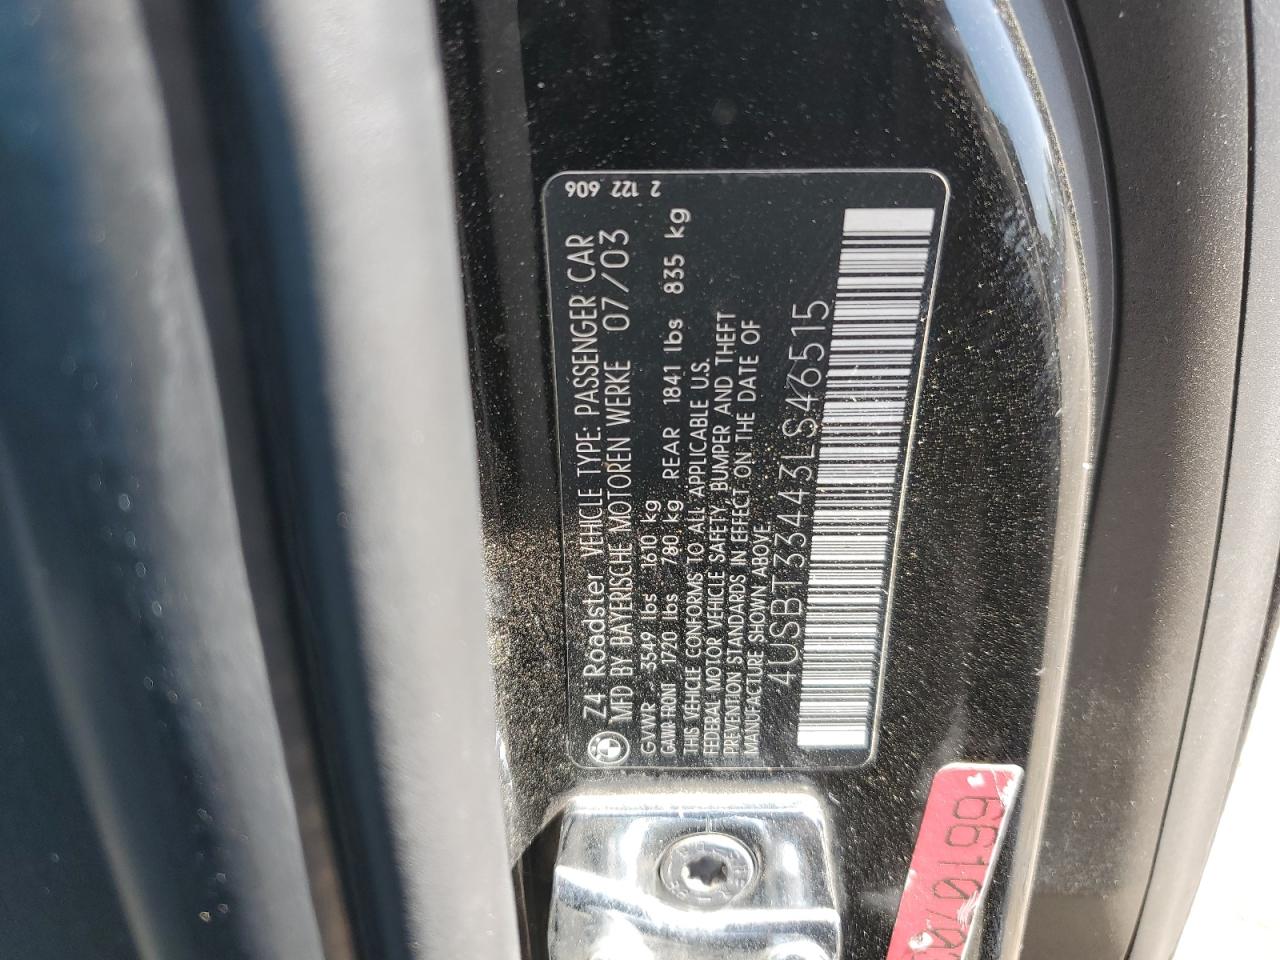 Z4 Roadster VEHICLE TYPE: PASSENGER CAR
MFD BY BAYERISCHE MOTOREN WERKE 07/03
GVWR 3549 lbs 1610 kg
GAWR-FRONT 1720 lbs 780 kg REAR 1841 lbs 835 kg
THIS VEHICLE CONFORMS TO ALL APPLICABLE U.S.
FEDERAL MOTOR VEHICLE SAFETY, BUMPER AND THEFT
PREVENTION STANDARDS IN EFFECT ON THE DATE OF
MANUFACTURE SHOWN ABOVE.
4USBT33443LS46515
2 122 606